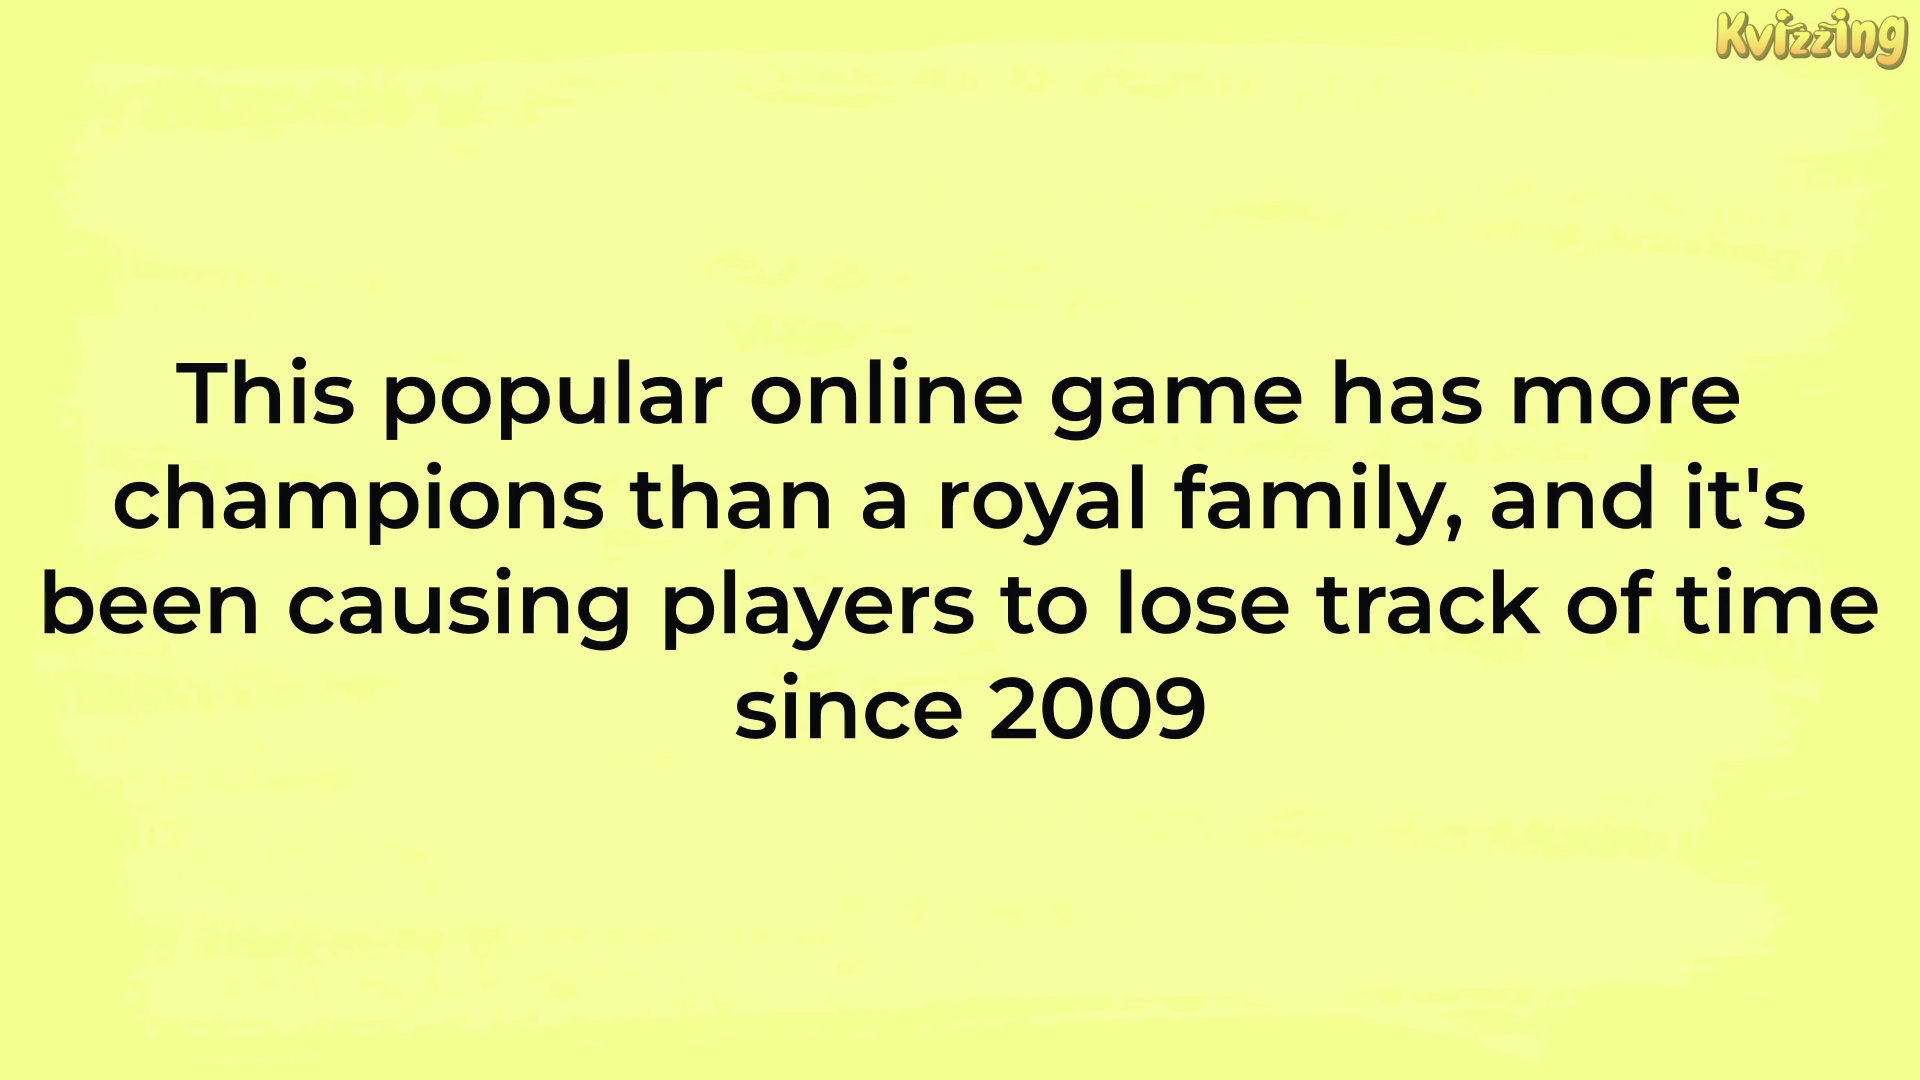 Kvizzing
This popular online game has more
champions than a royal family, and it's
been causing players to lose track of time
since 2009